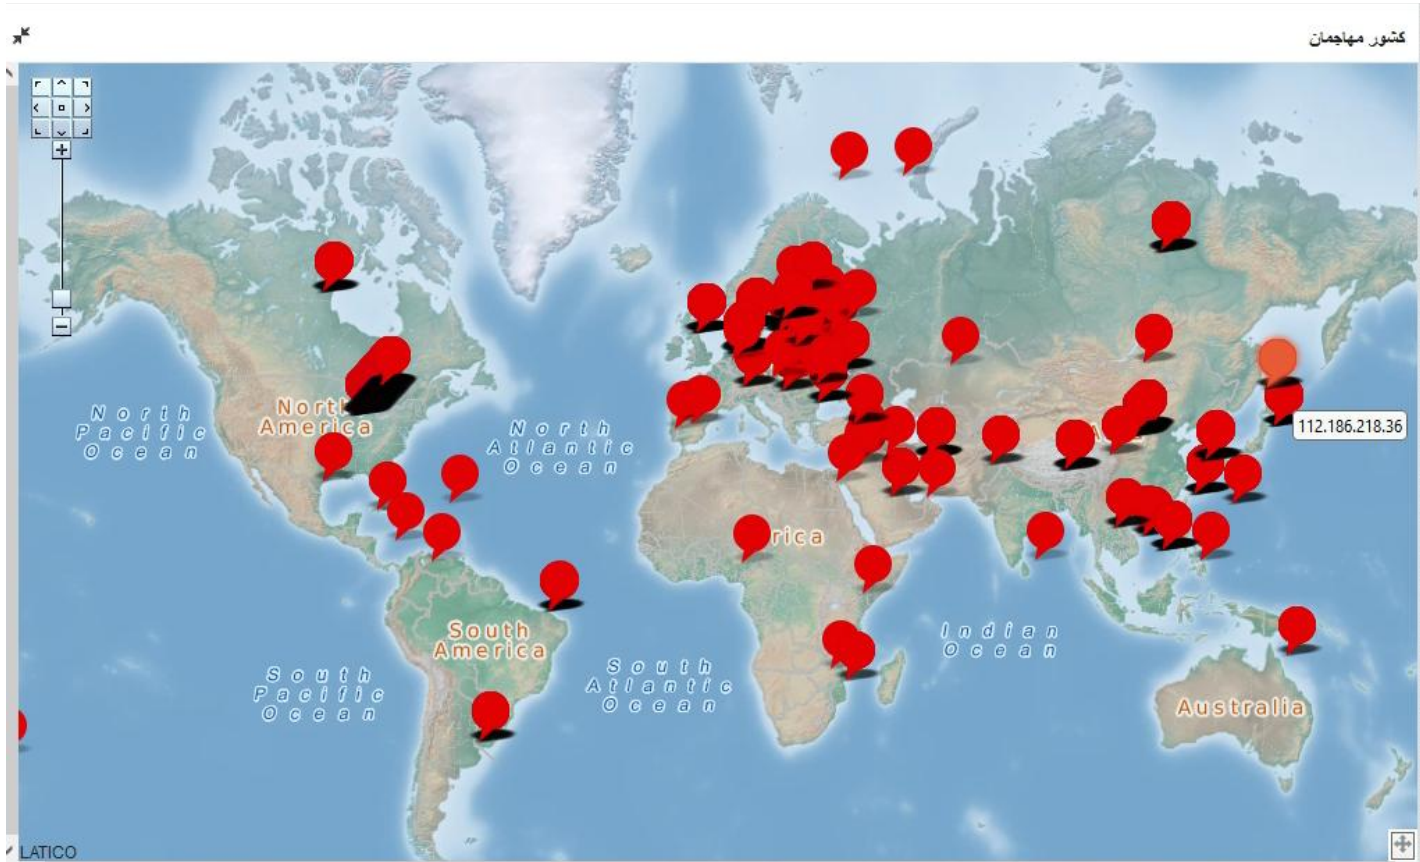 کشور مهاجمان
North
Pacific
Ocean
North
America
North
Atlantic
Ocean
112.186.218.36
rica
South
America
South
Pacific
Ocean
South
Atlantic
Ocean
Indian
Ocean
Australia
LATICO